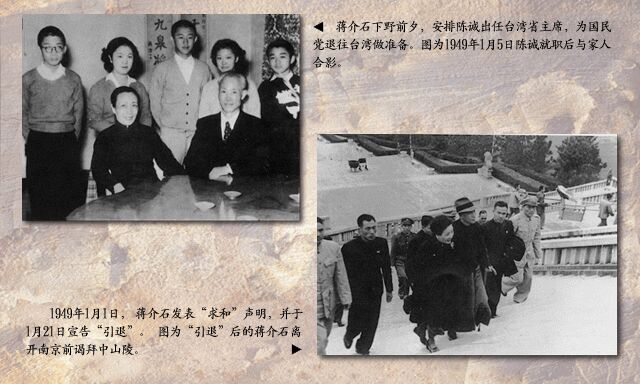 蒋介石下野前夕，安排陈诚出任台湾省主席，为国民
党退往台湾做准备。图为1949年1月5日陈诚就职后与家人
合影。
1949年1月1日，蒋介石发表“求和”声明，并于
1月21日宣告“引退”。图为“引退”后的蒋介石离
开南京前谒拜中山陵。